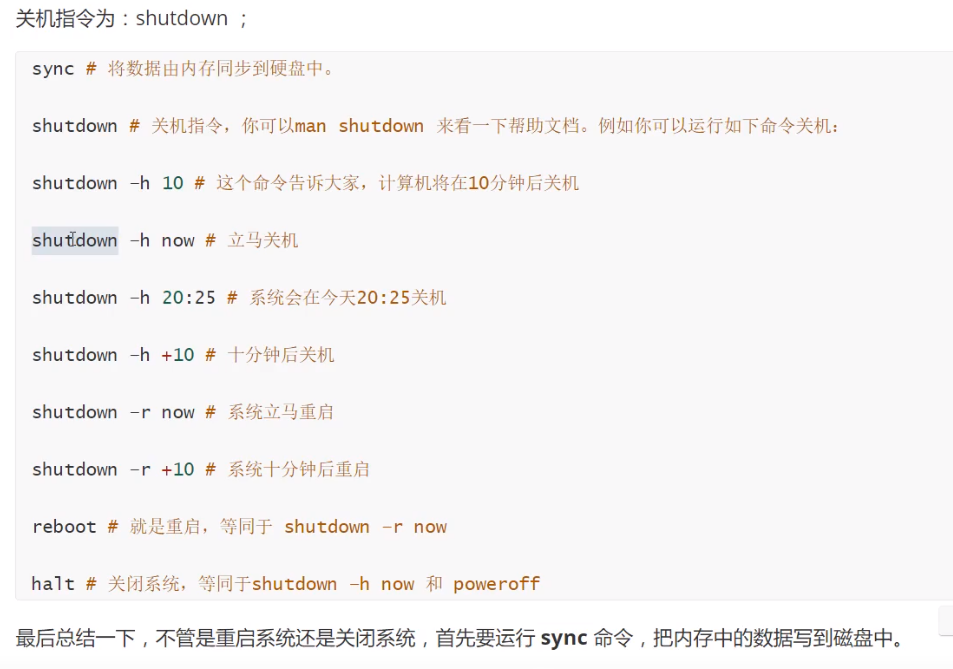 关机指令为：shutdown ；
sync # 将数据由内存同步到硬盘中。
shutdown # 关机指令，你可以man shutdown 来看一下帮助文档。例如你可以运行如下命令关机：
shutdown -h 10 # 这个命令告诉大家，计算机将在10分钟后关机
shutdown -h now # 立马关机
shutdown -h 20:25 # 系统会在今天20:25关机
shutdown -h +10 # 十分钟后关机
shutdown -r now # 系统立马重启
shutdown -r +10 # 系统十分钟后重启
reboot # 就是重启，等同于 shutdown -r now
halt # 关闭系统，等同于shutdown -h now 和 poweroff
最后总结一下，不管是重启系统还是关闭系统，首先要运行 sync 命令，把内存中的数据写到磁盘中。